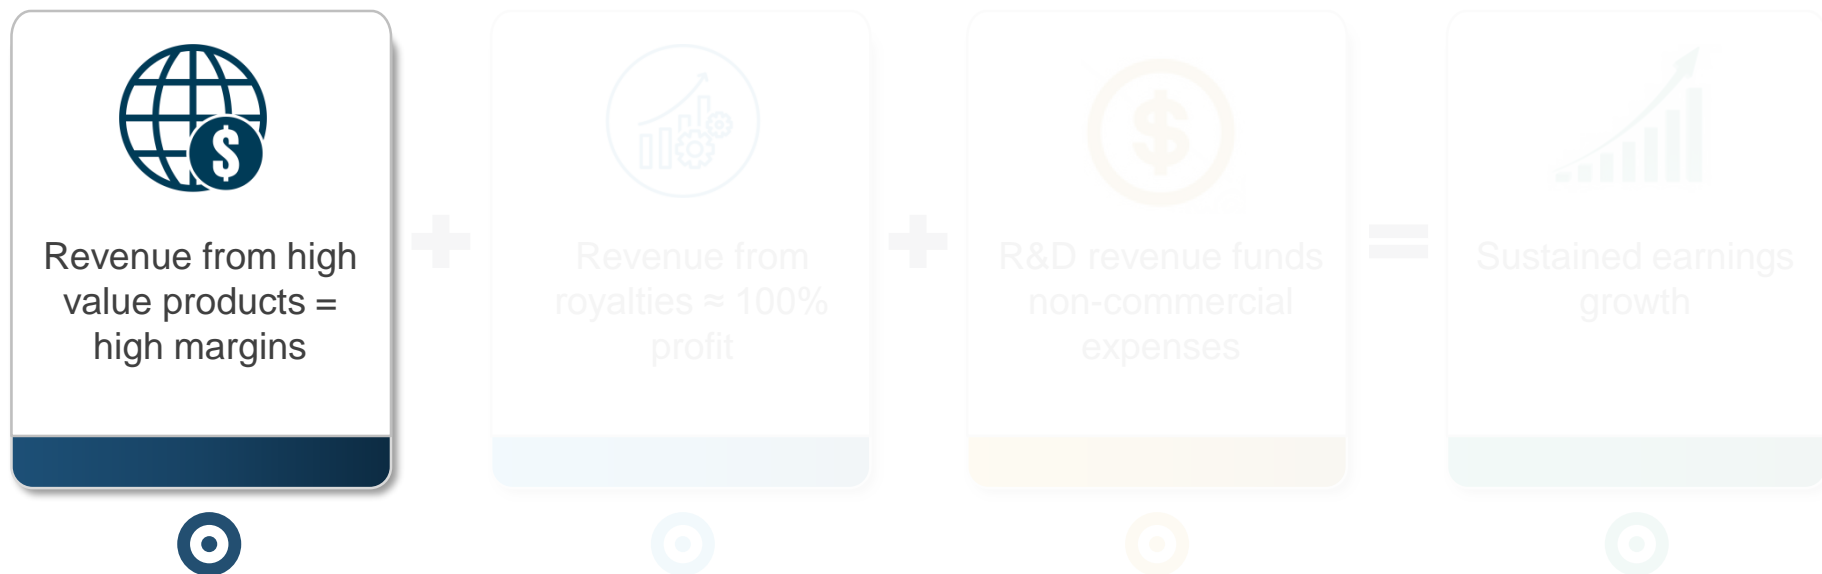 Revenue from high
value products =
high margins
+
Revenue from
royalties ≈ 100%
profit
+
R&D revenue funds
non-commercial
expenses
=
Sustained earnings
growth